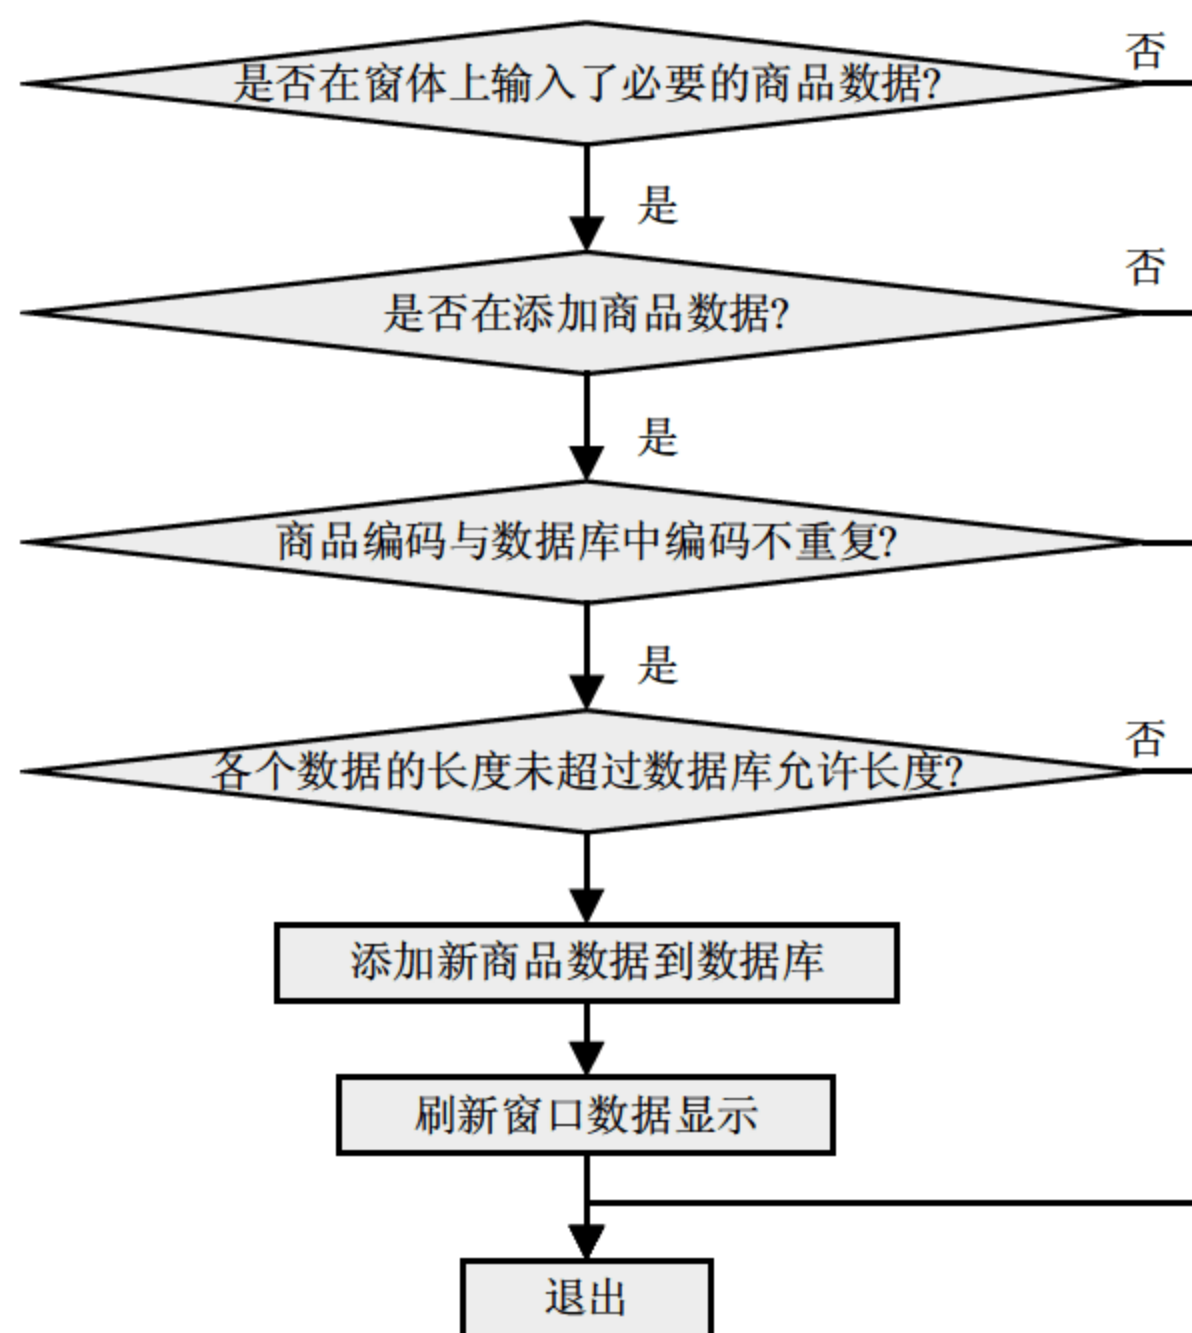 否
是否在窗体上输入了必要的商品数据?
是
否
是否在添加商品数据?
是
商品编码与数据库中编码不重复?
是
否
各个数据的长度未超过数据库允许长度?
添加新商品数据到数据库
刷新窗口数据显示
退出